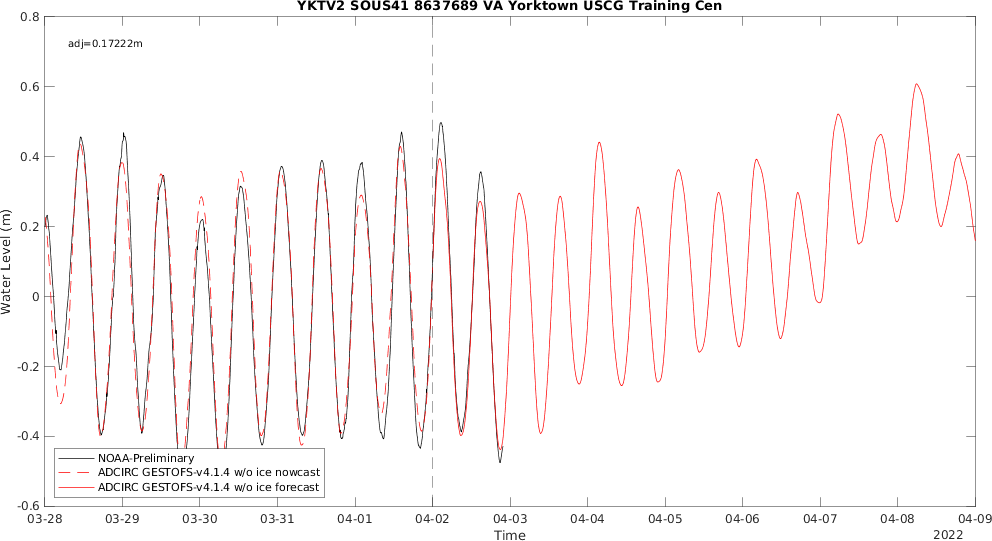 YKTV2 SOUS41 8637689 VA Yorktown USCG Training Cen
adj=0.17222m
0.8
0.6
0.4
0.2
0
-0.2
-0.4
-0.6
Water Level (m)
NOAA-Preliminary
ADCIRC GESTOFS-v4.1.4 w/o ice nowcast
ADCIRC GESTOFS-v4.1.4 w/o ice forecast
03-28 03-29 03-30 03-31 04-01 04-02 04-03 04-04 04-05 04-06 04-07 04-08 04-09
Time
2022